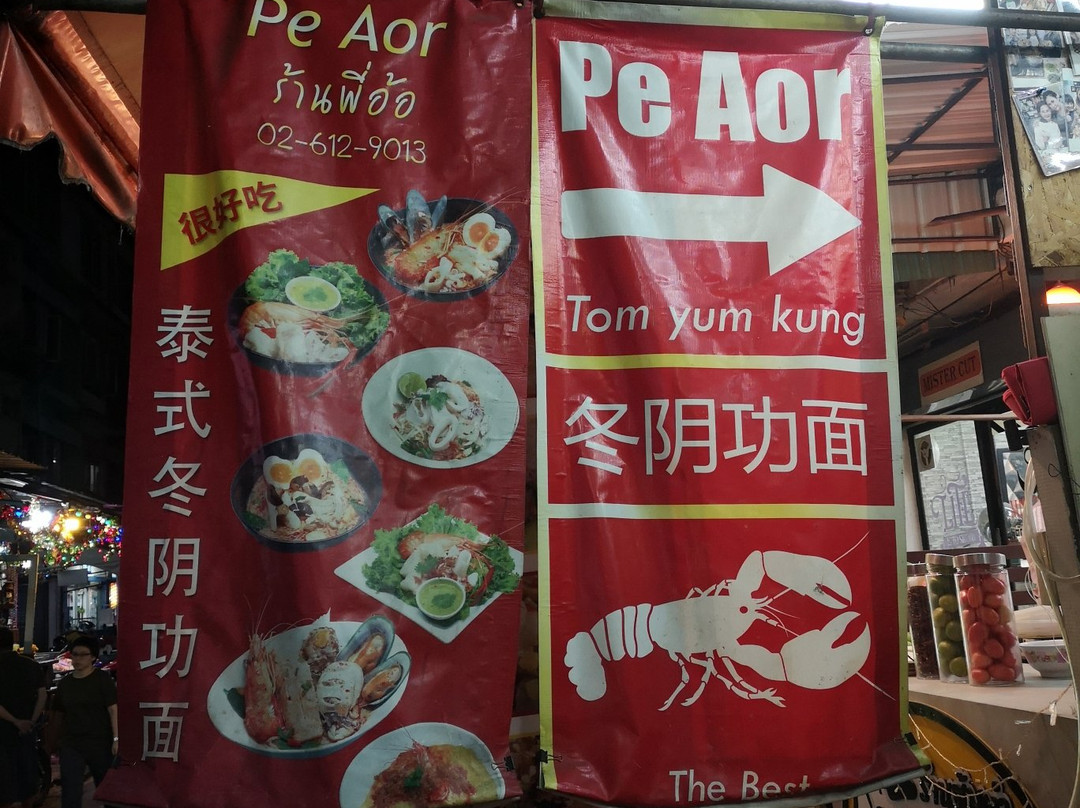 Pe Aor
ร้านพี่อ้อ
02-612-9013
很好吃
泰式冬阴功面
Pe Aor
Tom yum kung
冬阴功面
The Best
MISTER CUT